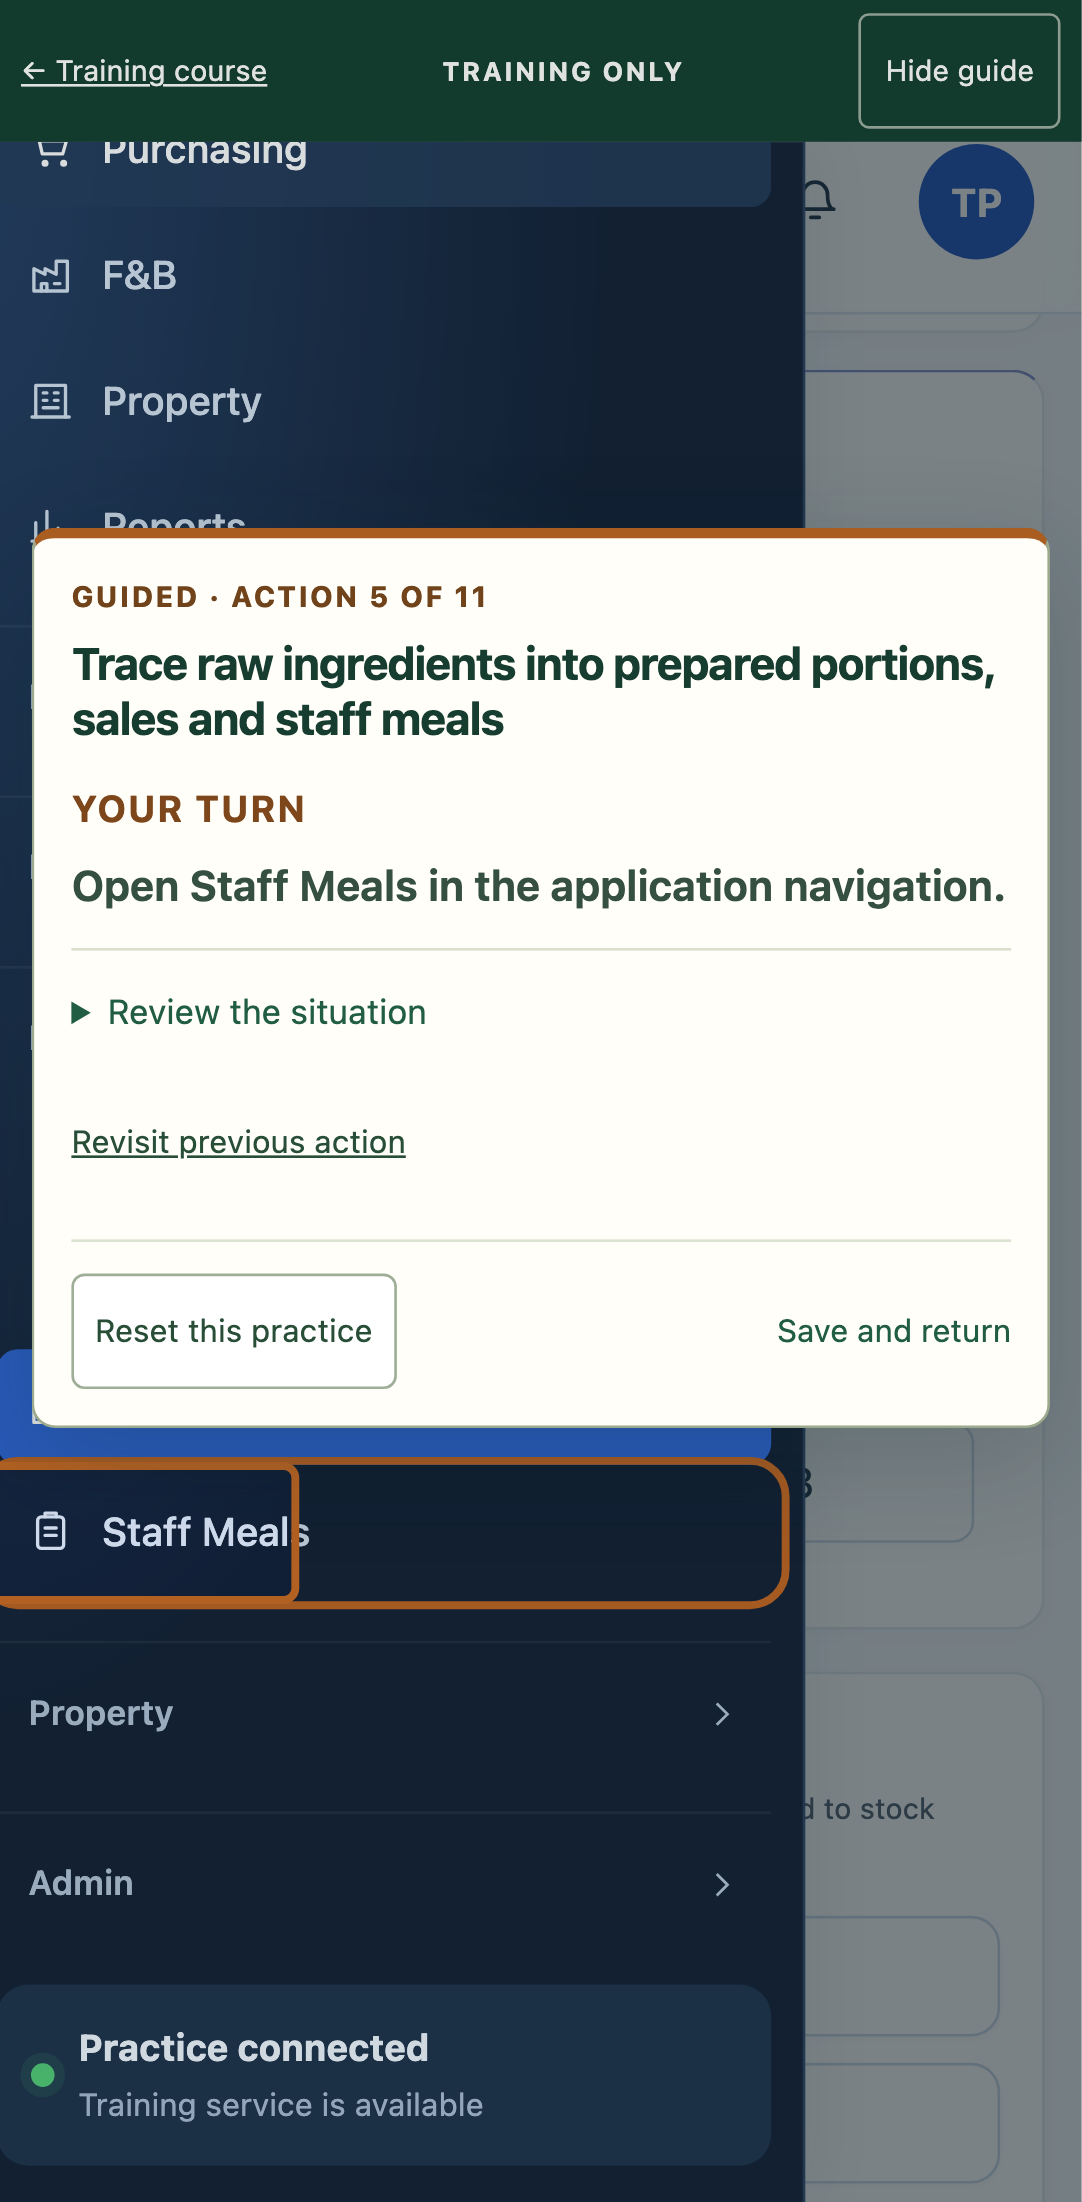 ← Training course
TRAINING ONLY
Hide guide
Purchasing
TP
F&B
Property
Reports
GUIDED · ACTION 5 OF 11
Trace raw ingredients into prepared portions,
sales and staff meals
YOUR TURN
Open Staff Meals in the application navigation.
▶ Review the situation
Revisit previous action
Reset this practice
Save and return
Staff Meals
Property
to stock
Admin
Practice connected
Training service is available